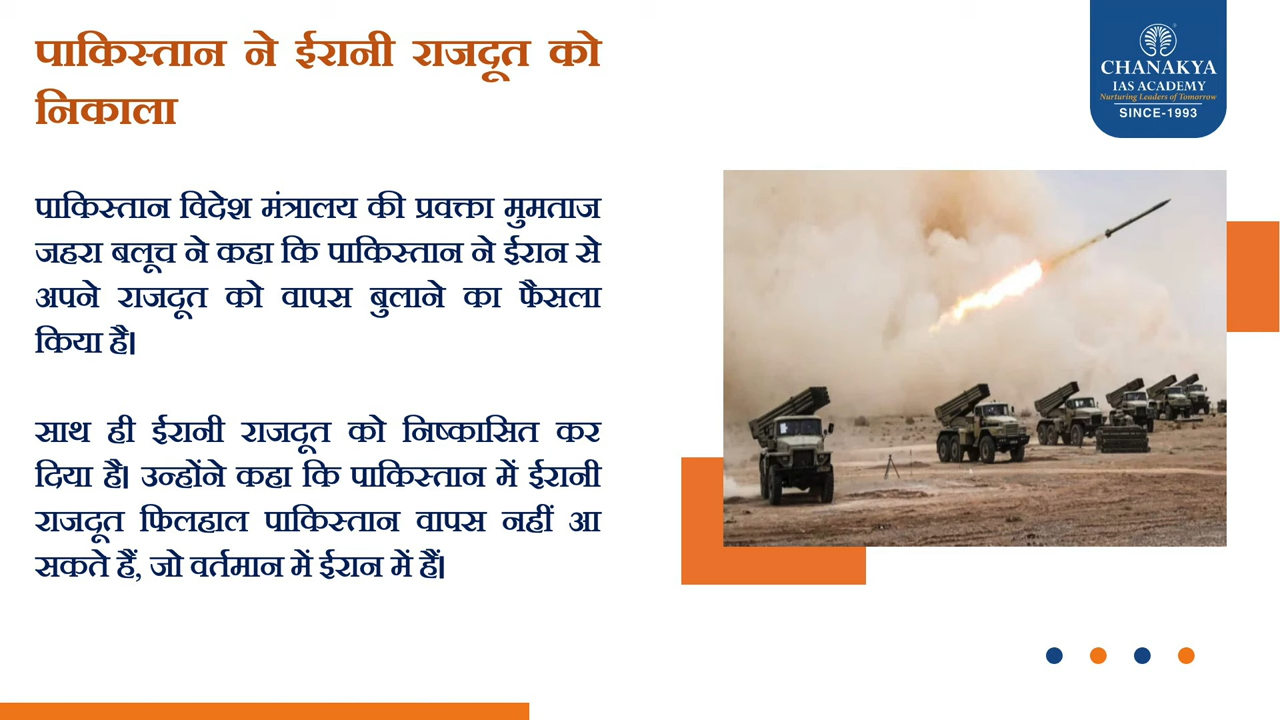 पाकिस्तान ने ईरानी राजदूत को
निकाला
पाकिस्तान विदेश मंत्रालय की प्रवक्ता मुमताज
जहरा बलूच ने कहा कि पाकिस्तान ने ईरान से
अपने राजदूत को वापस बुलाने का फैसला
किया है।
साथ ही ईरानी राजदूत को निष्कासित कर
दिया है। उन्होंने कहा कि पाकिस्तान में ईरानी
राजदूत फिलहाल पाकिस्तान वापस नहीं आ
सकते हैं, जो वर्तमान में ईरान में हैं।
CHANAKYA
IAS ACADEMY
Nurturing Leaders of Tomorrow
SINCE-1993